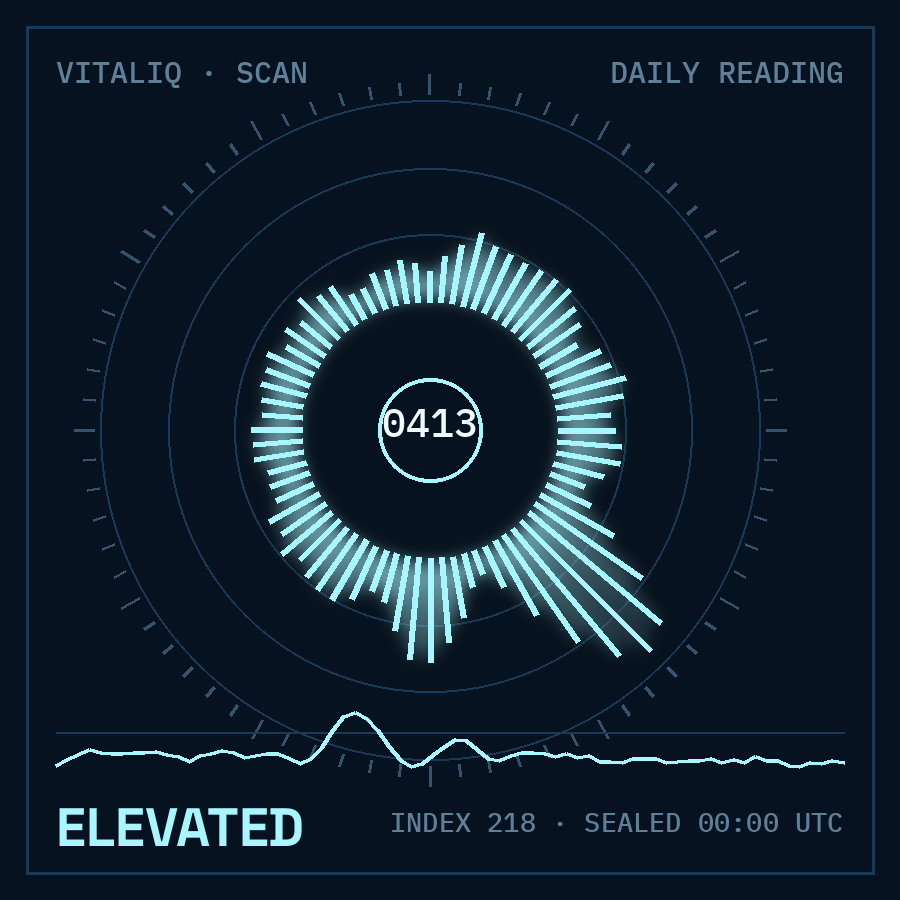 VITALIQ · SCAN
DAILY READING
0413
ELEVATED
INDEX 218 · SEALED 00:00 UTC